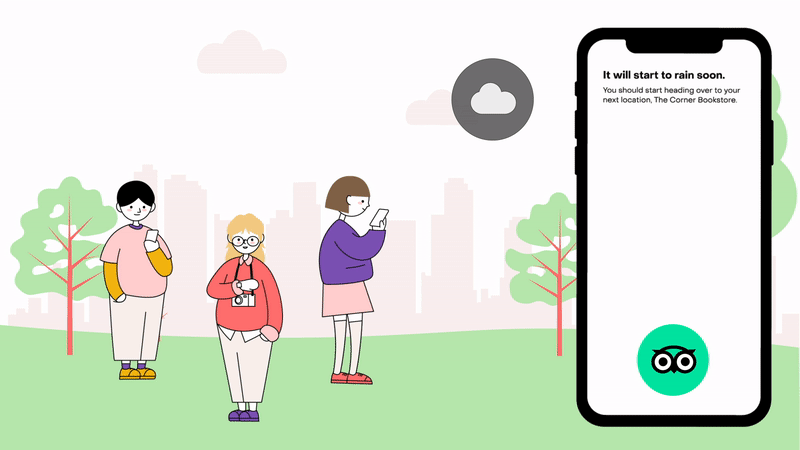 It will start to rain soon.
You should start heading over to your
next location, The Corner Bookstore.